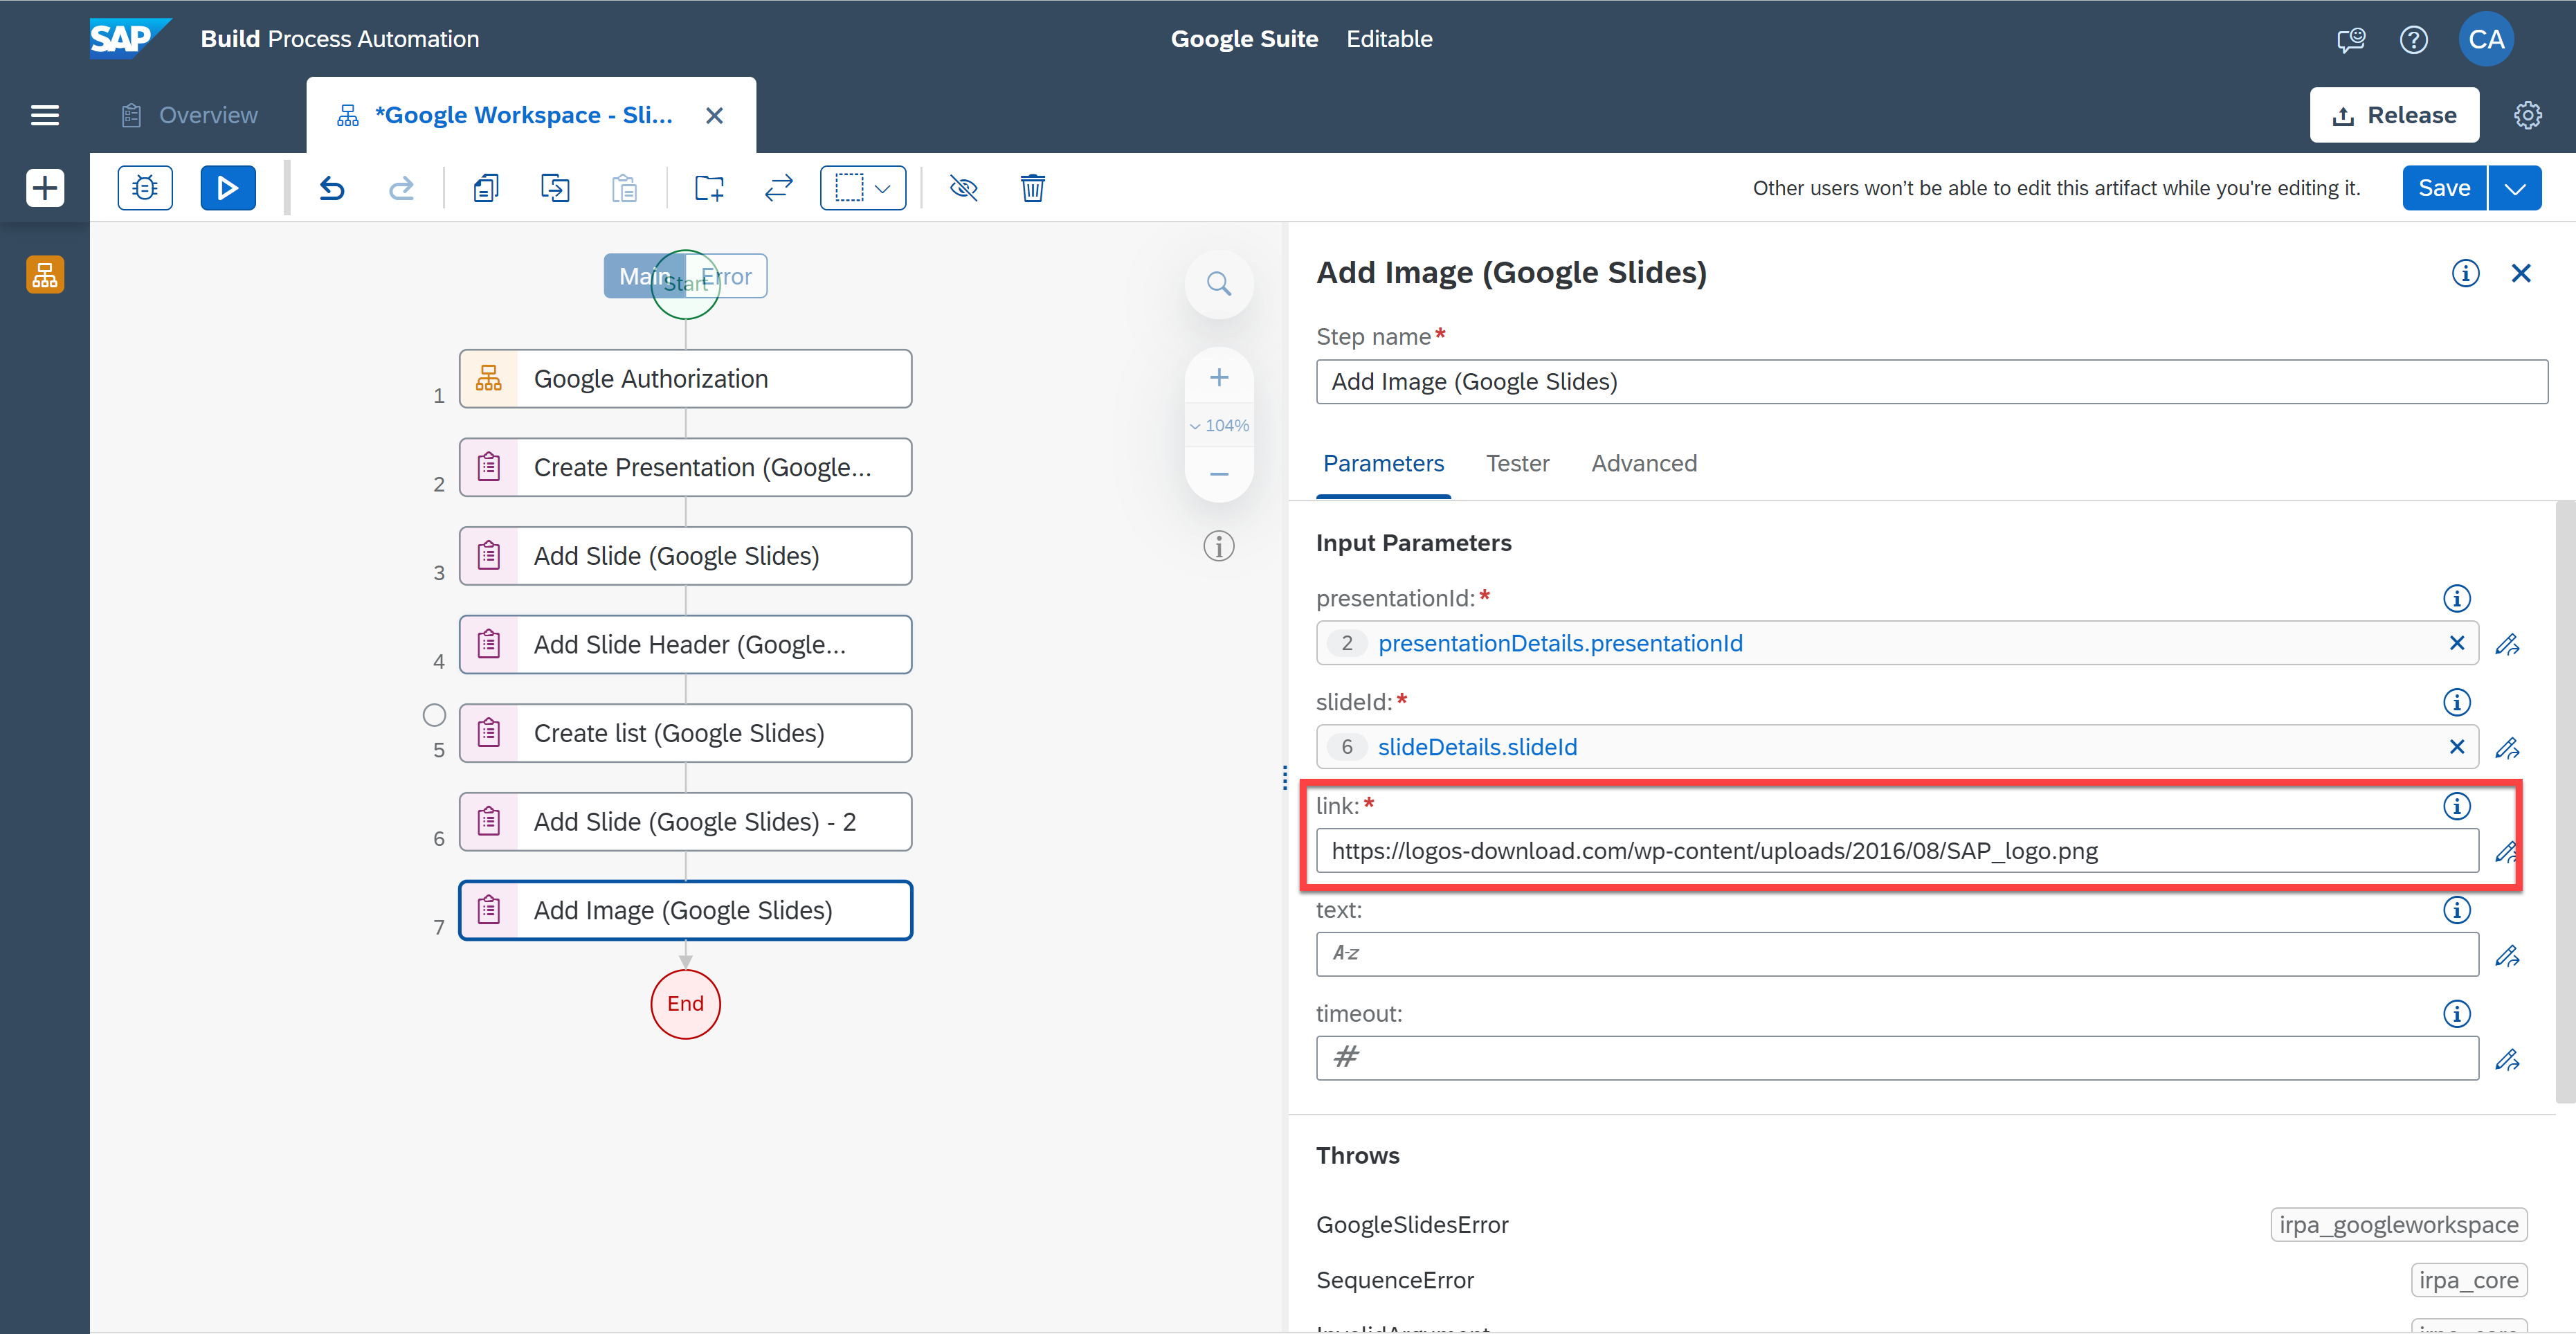 SAP Build Process Automation
Google Suite Editable
CA
Overview
*Google Workspace - Sli...
Release
Other users won't be able to edit this artifact while you're editing it.
Save
Main
Error
Start
1 Google Authorization
2 Create Presentation (Google...
3 Add Slide (Google Slides)
4 Add Slide Header (Google...
5 Create list (Google Slides)
6 Add Slide (Google Slides) - 2
7 Add Image (Google Slides)
End
104%
Add Image (Google Slides)
Step name*
Add Image (Google Slides)
Parameters Tester Advanced
Input Parameters
presentationId:*
2 presentationDetails.presentationId
slideId:*
6 slideDetails.slideId
link:*
https://logos-download.com/wp-content/uploads/2016/08/SAP_logo.png
text:
A-z
timeout:
#
Throws
GoogleSlidesError irpa_googleworkspace
SequenceError irpa_core